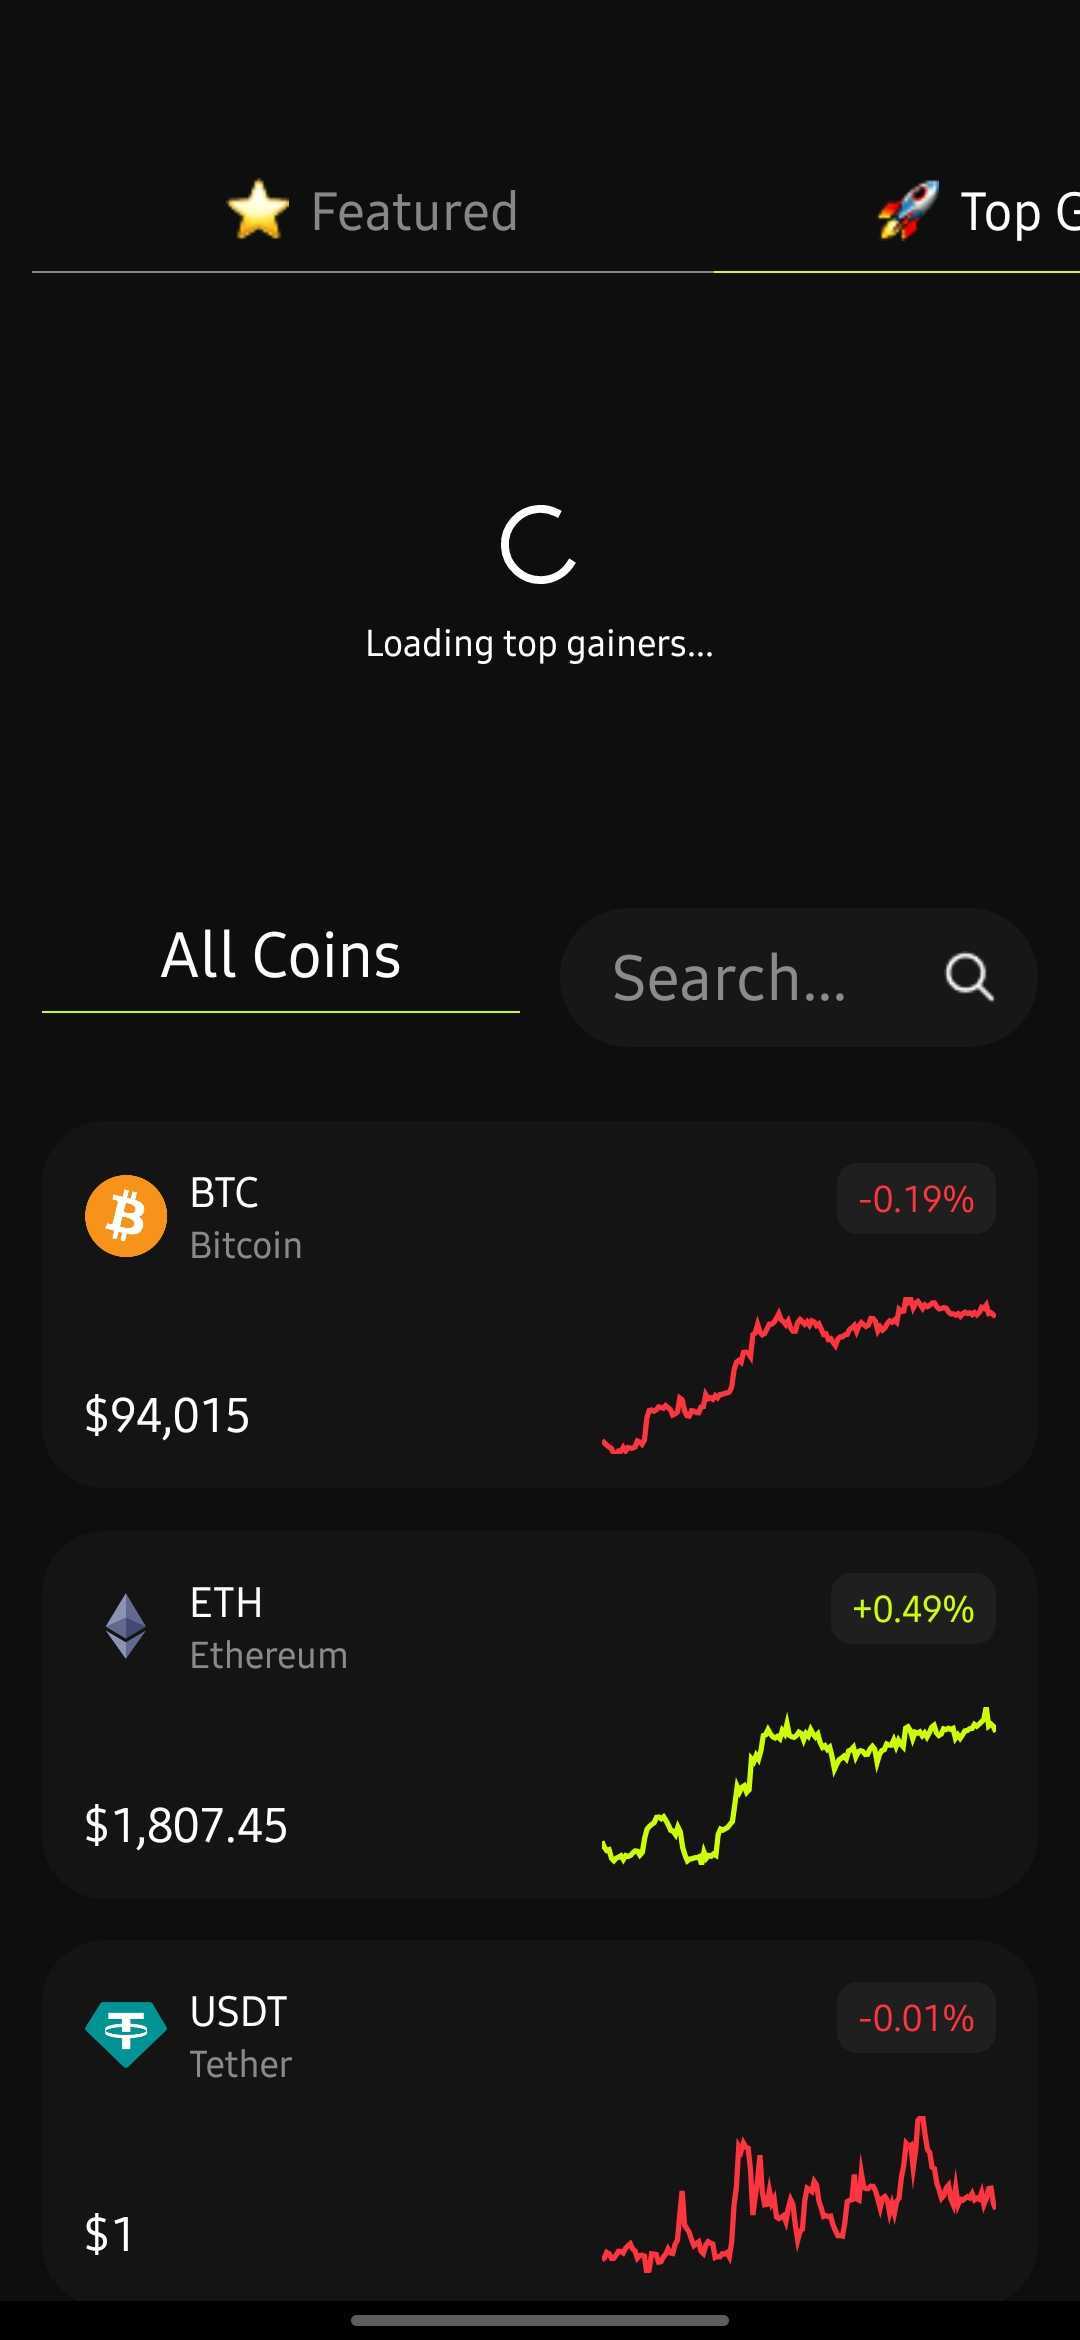 Featured
Top G
Loading top gainers...
All Coins
Search...
BTC
-0.19%
Bitcoin
$94,015
ETH
+0.49%
Ethereum
$1,807.45
USDT
-0.01%
Tether
$1